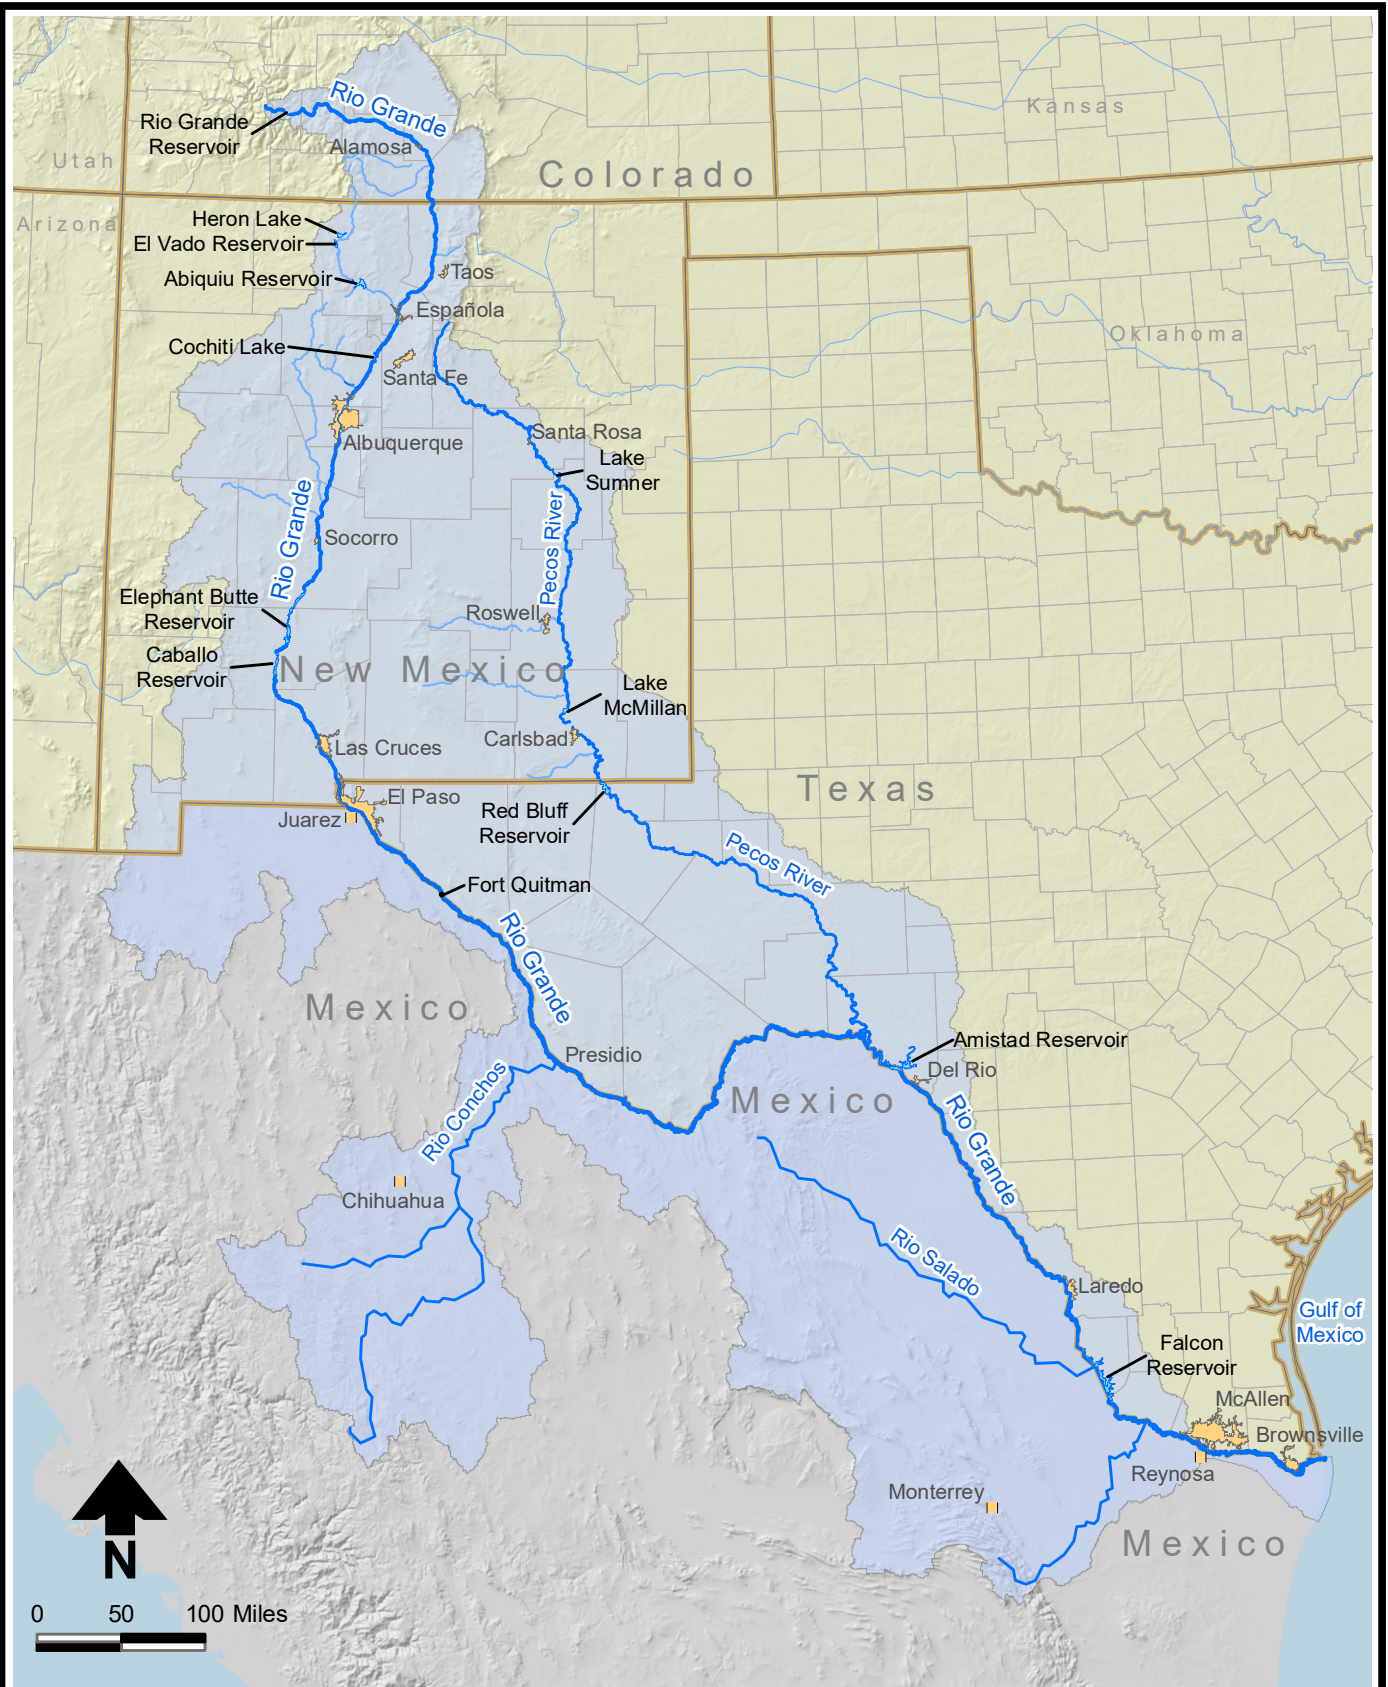 Rio Grande
Kansas
Rio Grande
Reservoir
Alamosa
Utah
Colorado
Arizona
Heron Lake
El Vado Reservoir
Taos
Abiquiu Reservoir
Española
Oklahoma
Cochiti Lake
Santa Fe
Albuquerque
Santa Rosa
Lake
Sumner
Rio Grande
Pecos River
Socorro
Elephant Butte
Reservoir
Roswell
Caballo
Reservoir
New Mexico
Lake
McMillan
Las Cruces
Carlsbad
Texas
El Paso
Juarez
Red Bluff
Reservoir
Pecos River
Fort Quitman
Rio Grande
Mexico
Presidio
Amistad Reservoir
Del Rio
Mexico
Rio Conchos
Rio Grande
Chihuahua
Rio Salado
Laredo
Gulf of
Mexico
Falcon
Reservoir
McAllen
Brownsville
Reynosa
Monterrey
Mexico
N
0 50 100 Miles